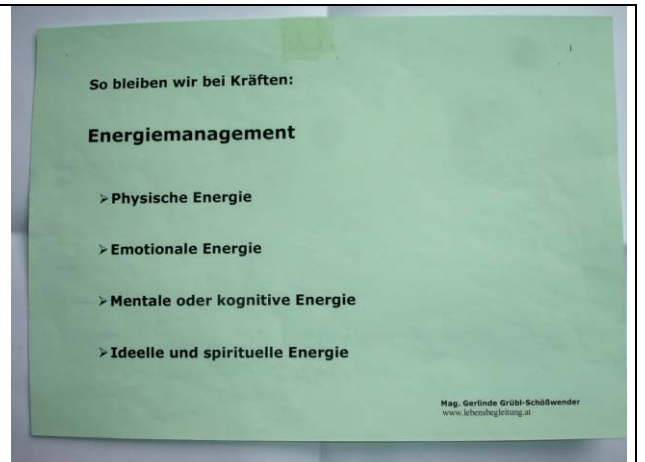 1
So bleiben wir bei Kräften:
Energiemanagement
➢ Physische Energie
➢ Emotionale Energie
➢ Mentale oder kognitive Energie
➢ Ideelle und spirituelle Energie
Mag. Gerlinde Grübl-Schößwender
www.lebensbegleitung.at